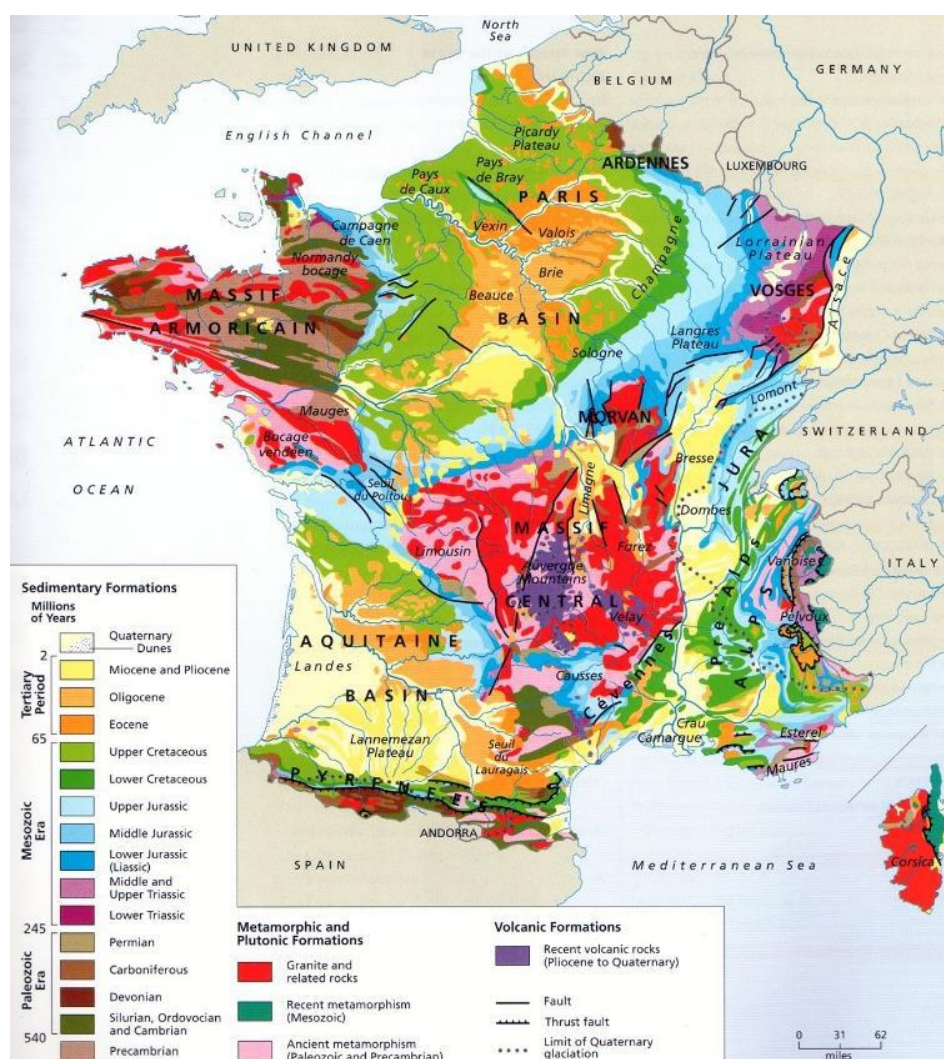 North
Sea
UNITED KINGDOM
BELGIUM
GERMANY
English Channel
Picardy
Plateau
ARDENNES
LUXEMBOURG
Pays
de Caux
Pays
de Bray
PARIS
Vexin
Valois
Campagne
de Caen
Normandy
bocage
Lorrainian
Plateau
Champagne
Brie
VOSGES
Alsace
MASSIF
ARMORICAIN
Beauce
BASIN
Langres
Plateau
Sologne
Lomont
MORVAN
Mauges
SWITZERLAND
Bocage
vendéen
Bresse
JURA
ATLANTIC
OCEAN
Seuil
du Poitou
Limagne
Dombes
MASSIF
Limousin
Forez
Auvergne
Mountains
Vanoise
ITALY
CENTRAL
Velay
Pelvoux
Pre-Alps
ALPS
AQUITAINE
Landes
Causses
Cévennes
BASIN
Crau
Camargue
Esterel
Lannemezan
Plateau
Seuil
du
Lauragais
Maures
PYRENEES
ANDORRA
SPAIN
Mediterranean Sea
Corsica
Sedimentary Formations
Millions
of Years
Quaternary
Dunes
2
Tertiary
Period
Miocene and Pliocene
Oligocene
Eocene
65
Mesozoic
Era
Upper Cretaceous
Lower Cretaceous
Upper Jurassic
Middle Jurassic
Lower Jurassic
(Liassic)
Middle and
Upper Triassic
Lower Triassic
245
Paleozoic
Era
Permian
Carboniferous
Devonian
Silurian, Ordovocian
and Cambrian
540
Precambrian
Metamorphic and
Plutonic Formations
Granite and
related rocks
Recent metamorphism
(Mesozoic)
Ancient metamorphism
(Paleozoic and Precambrian)
Volcanic Formations
Recent volcanic rocks
(Pliocene to Quaternary)
Fault
Thrust fault
Limit of Quaternary
glaciation
0 31 62
miles